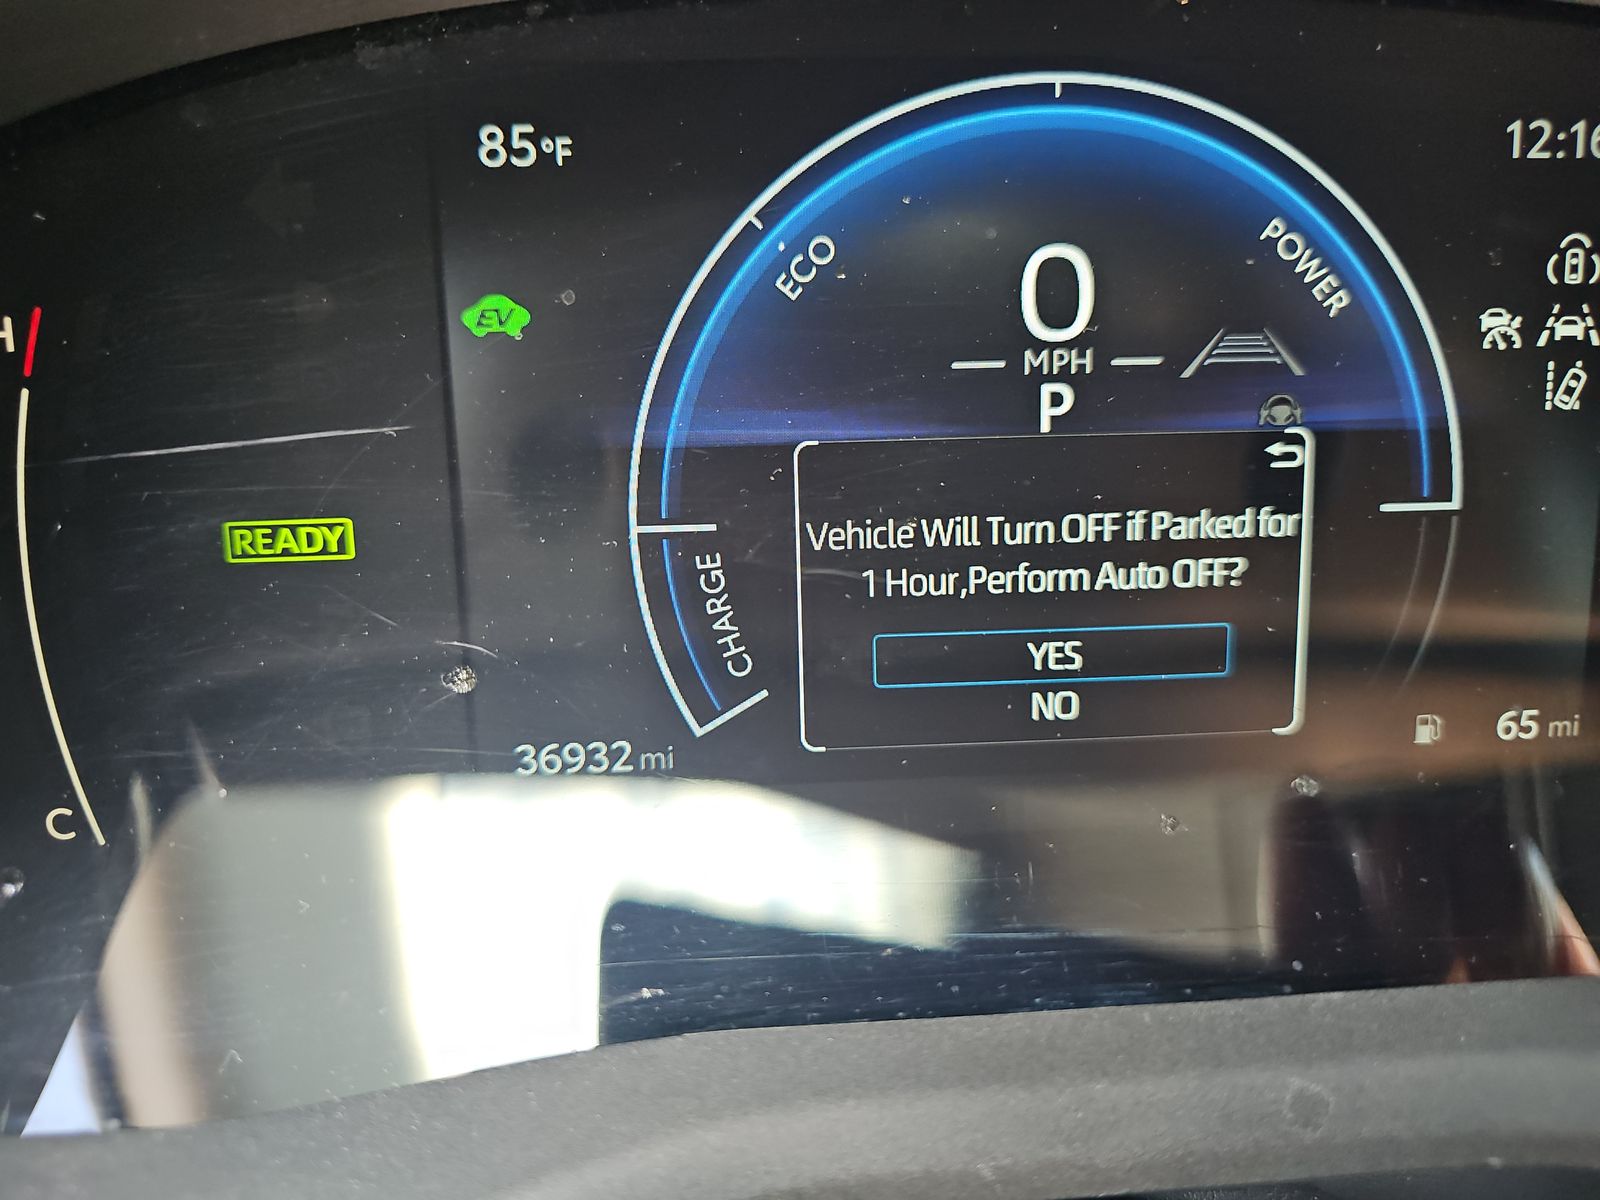 85°F
12:16
ECO
POWER
EV
0
MPH
P
H
READY
CHARGE
Vehicle Will Turn OFF if Parked for
1 Hour,Perform Auto OFF?
YES
NO
36932 mi
65 mi
C